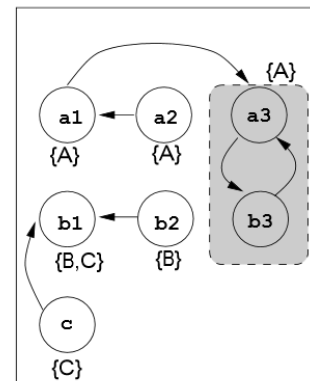 {A}
a1 a2 a3
{A} {A}
b1 b2 b3
{B,C} {B}
c
{C}